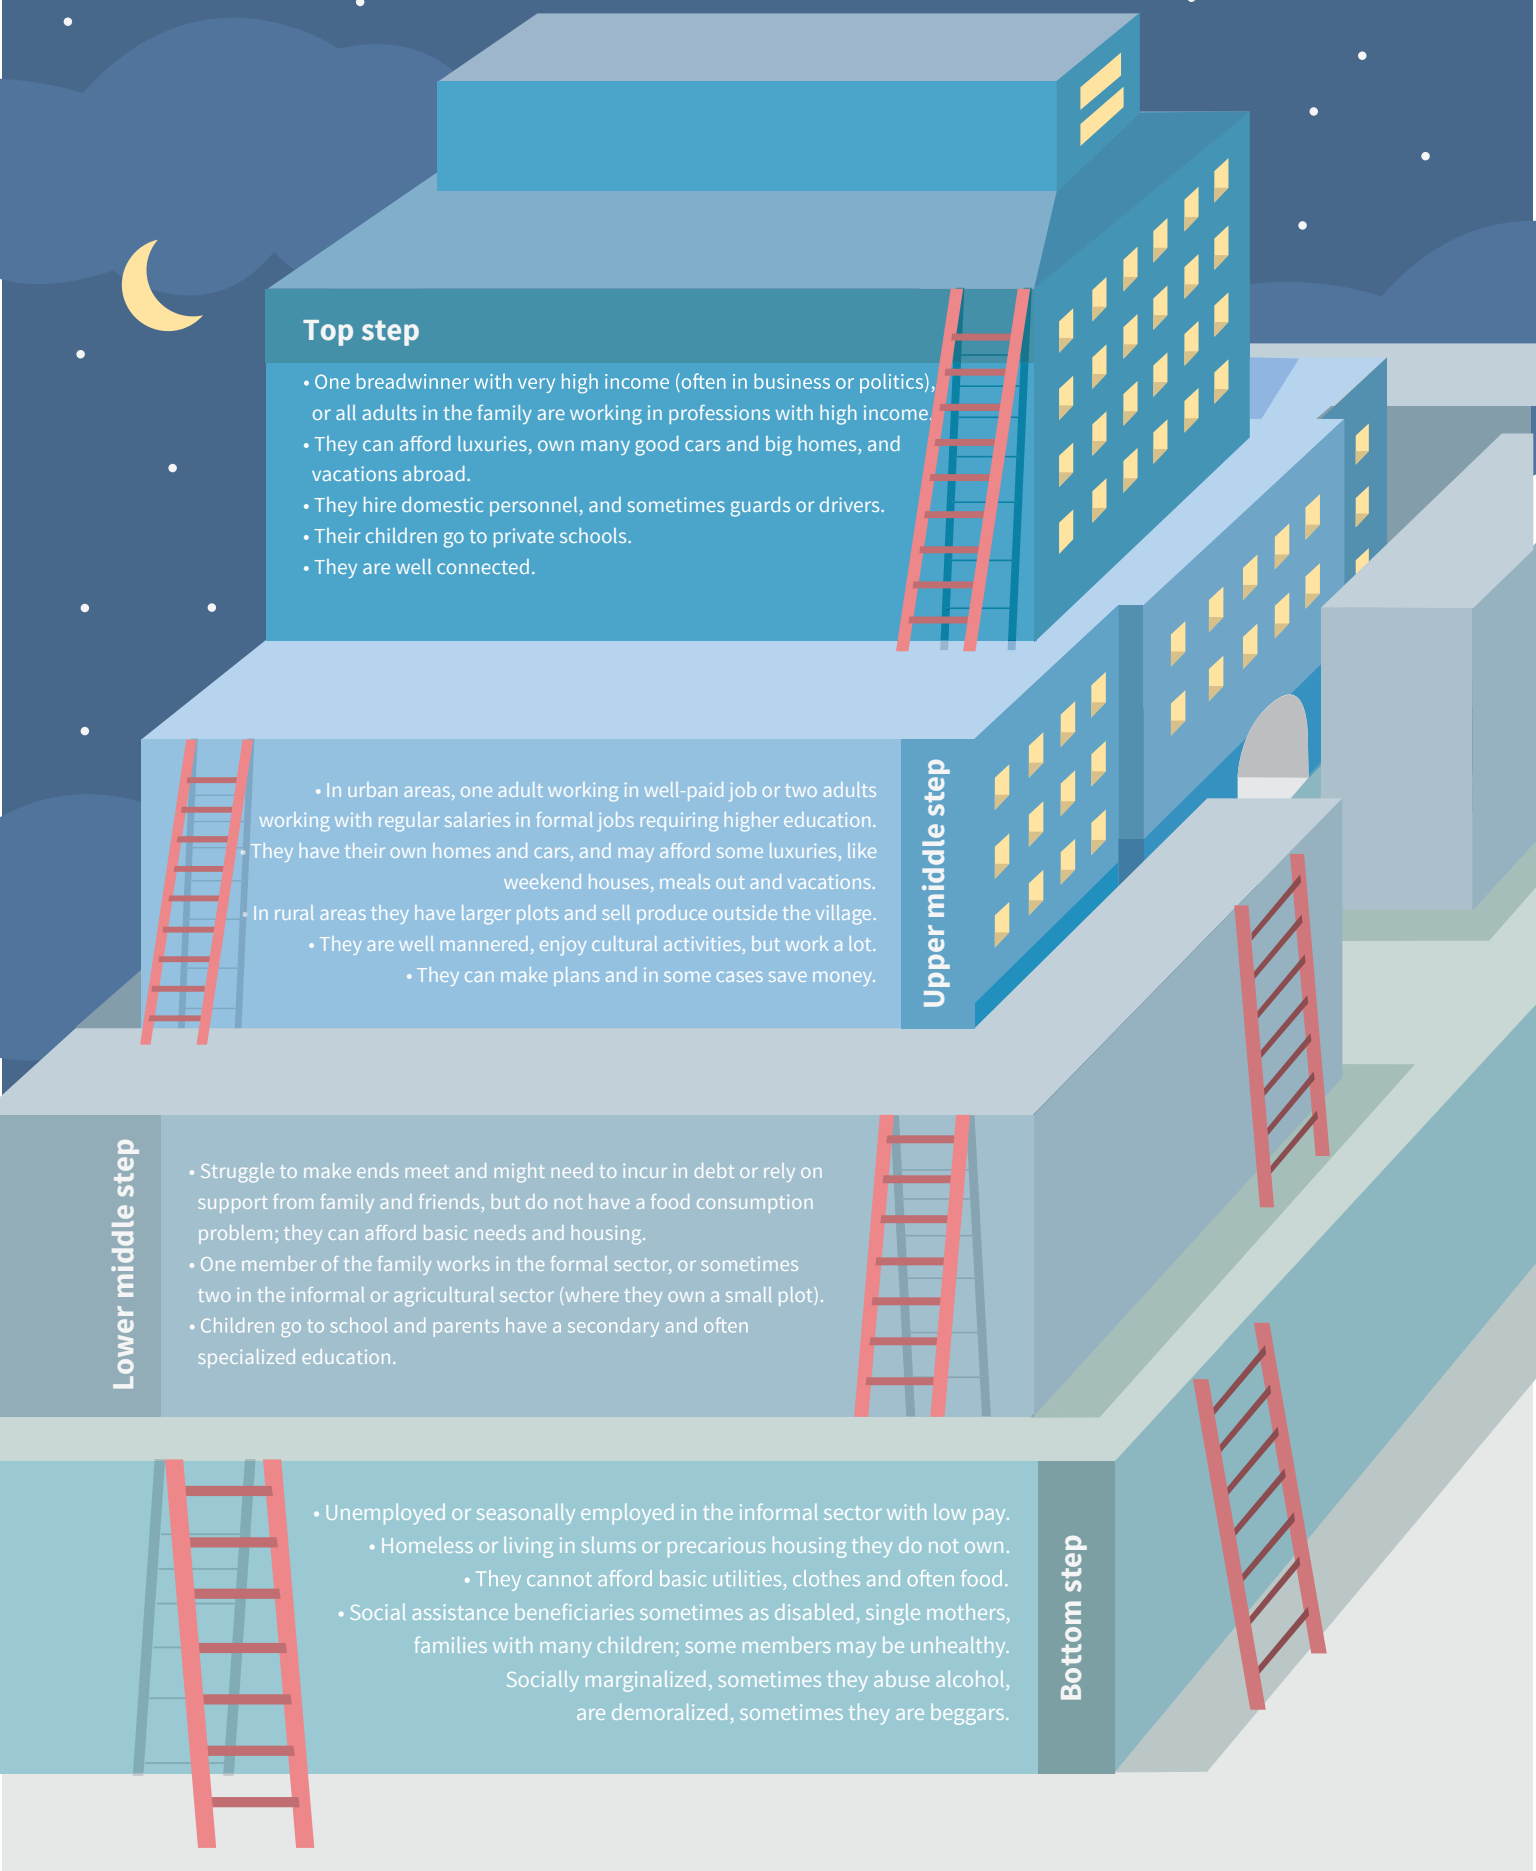 Top step
• One breadwinner with very high income (often in business or politics),
or all adults in the family are working in professions with high income.
• They can afford luxuries, own many good cars and big homes, and
vacations abroad.
• They hire domestic personnel, and sometimes guards or drivers.
• Their children go to private schools.
• They are well connected.
Upper middle step
• In urban areas, one adult working in well-paid job or two adults
working with regular salaries in formal jobs requiring higher education.
• They have their own homes and cars, and may afford some luxuries, like
weekend houses, meals out and vacations.
• In rural areas they have larger plots and sell produce outside the village.
• They are well mannered, enjoy cultural activities, but work a lot.
• They can make plans and in some cases save money.
Lower middle step
• Struggle to make ends meet and might need to incur in debt or rely on
support from family and friends, but do not have a food consumption
problem; they can afford basic needs and housing.
• One member of the family works in the formal sector, or sometimes
two in the informal or agricultural sector (where they own a small plot).
• Children go to school and parents have a secondary and often
specialized education.
Bottom step
• Unemployed or seasonally employed in the informal sector with low pay.
• Homeless or living in slums or precarious housing they do not own.
• They cannot afford basic utilities, clothes and often food.
• Social assistance beneficiaries sometimes as disabled, single mothers,
families with many children; some members may be unhealthy.
Socially marginalized, sometimes they abuse alcohol,
are demoralized, sometimes they are beggars.